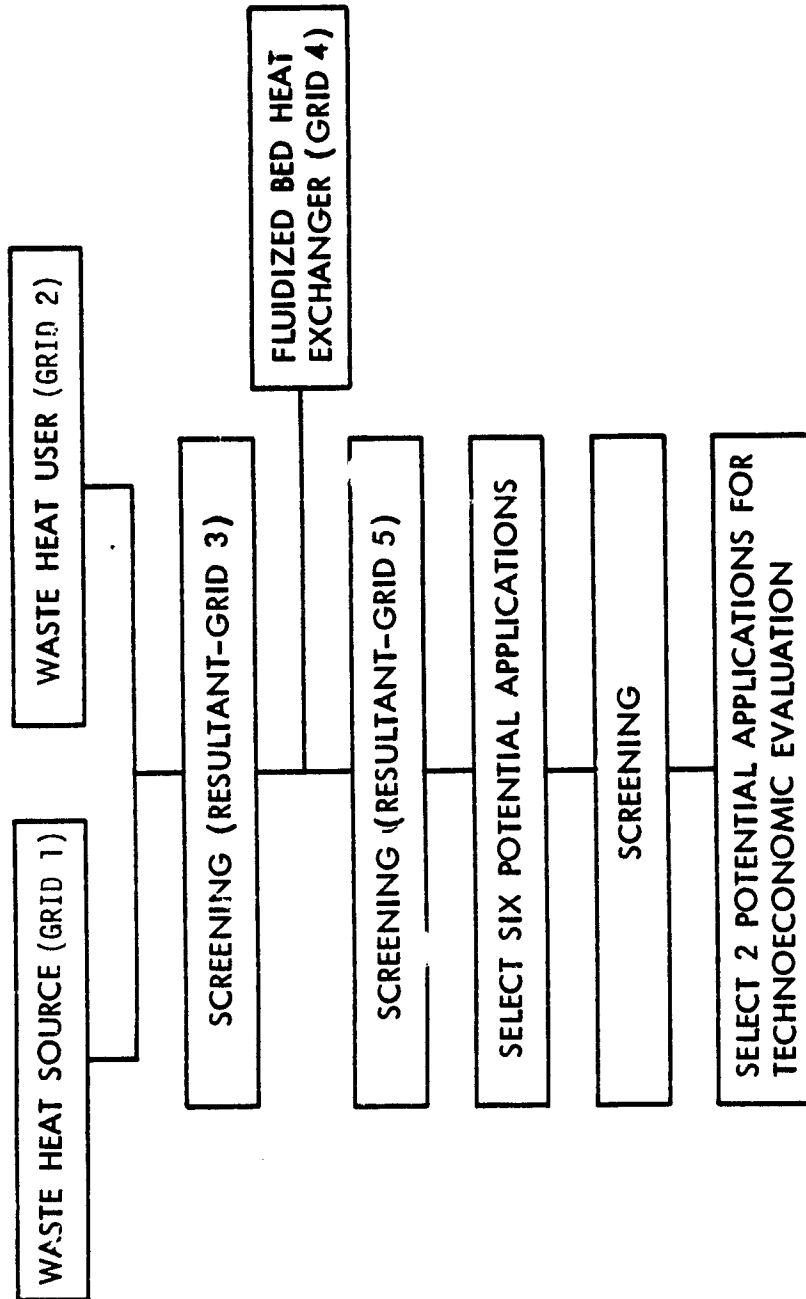 WASTE HEAT SOURCE (GRID 1)
WASTE HEAT USER (GRID 2)
SCREENING (RESULTANT-GRID 3)
FLUIDIZED BED HEAT
EXCHANGER (GRID 4)
SCREENING (RESULTANT-GRID 5)
SELECT SIX POTENTIAL APPLICATIONS
SCREENING
SELECT 2 POTENTIAL APPLICATIONS FOR
TECHNOECONOMIC EVALUATION